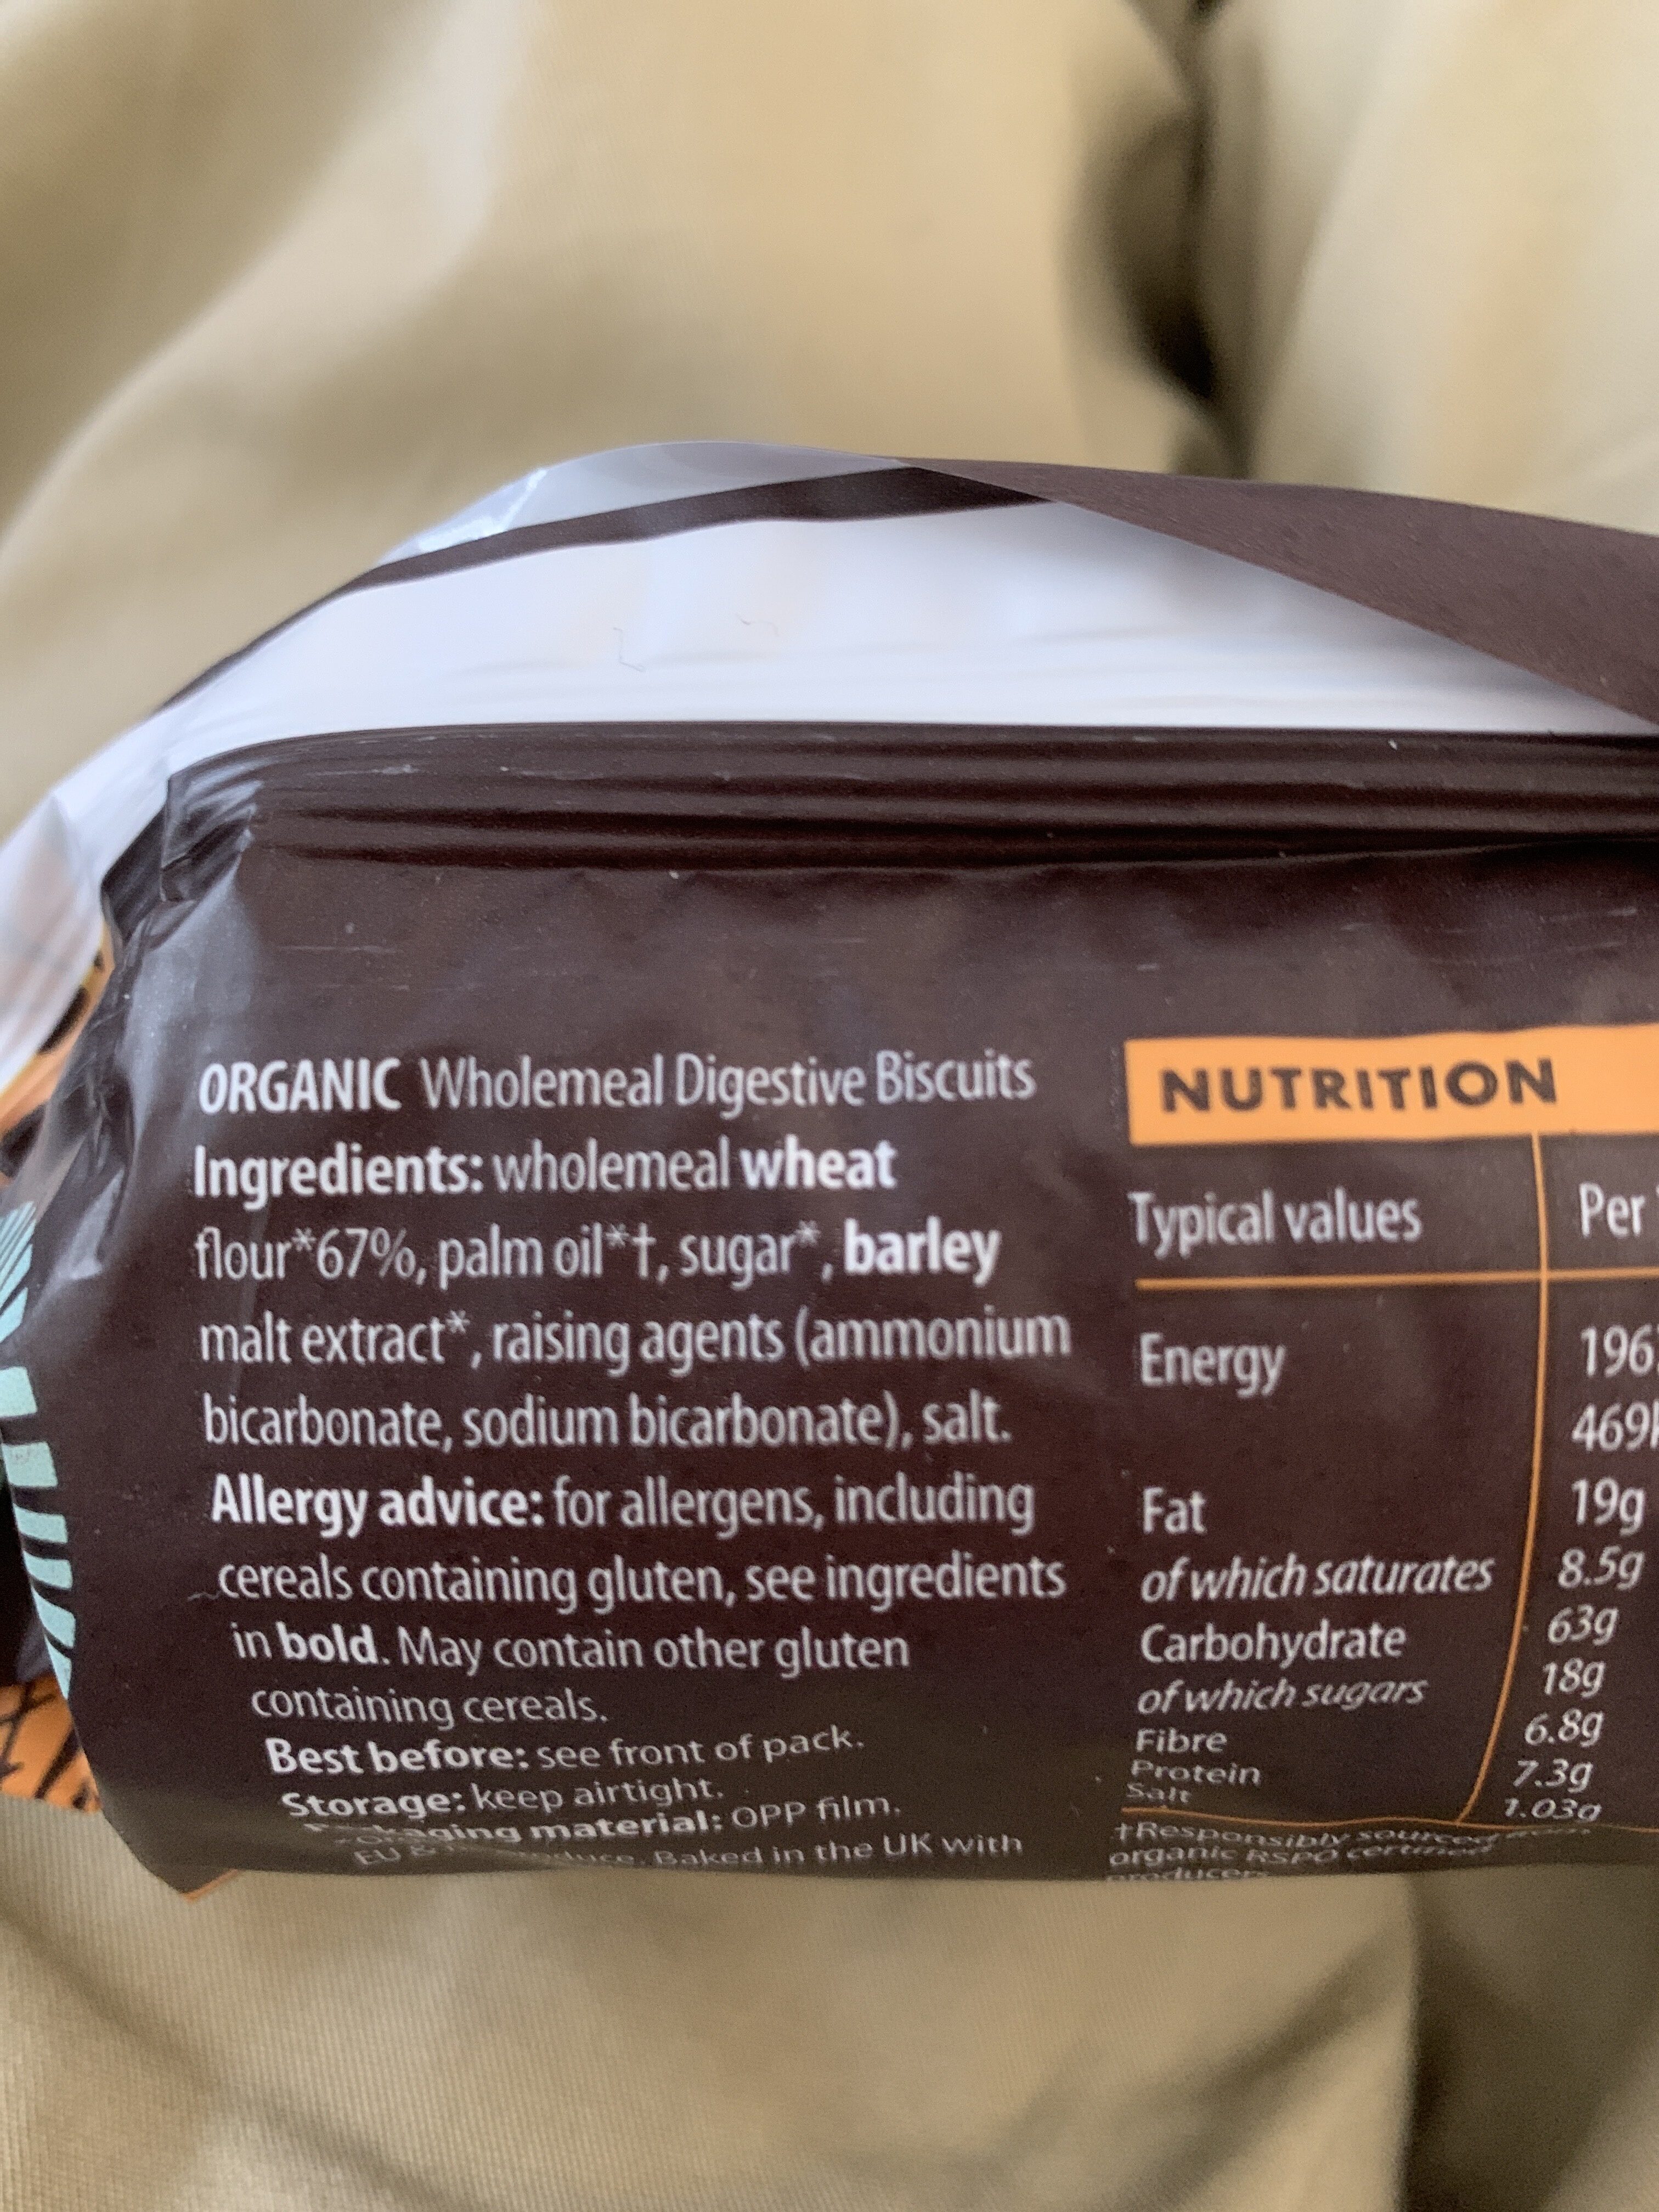 ORGANIC Wholemeal Digestive Biscuits
Ingredients: wholemeal wheat
flour*67%, palm oil*†, sugar*, barley
malt extract*, raising agents (ammonium
bicarbonate, sodium bicarbonate), salt.
Allergy advice: for allergens, including
cereals containing gluten, see ingredients
in bold. May contain other gluten
containing cereals.
Best before: see front of pack.
Storage: keep airtight.
material: OPP film.
EU & Baked in the UK with
NUTRITION
Typical values Per
Energy 196
469
Fat 19g
of which saturates 8.5g
Carbohydrate 63g
of which sugars 18g
Fibre 6.8g
Protein 7.3g
Salt 1.03g
†Responsibly sourced
organic RSPO certified